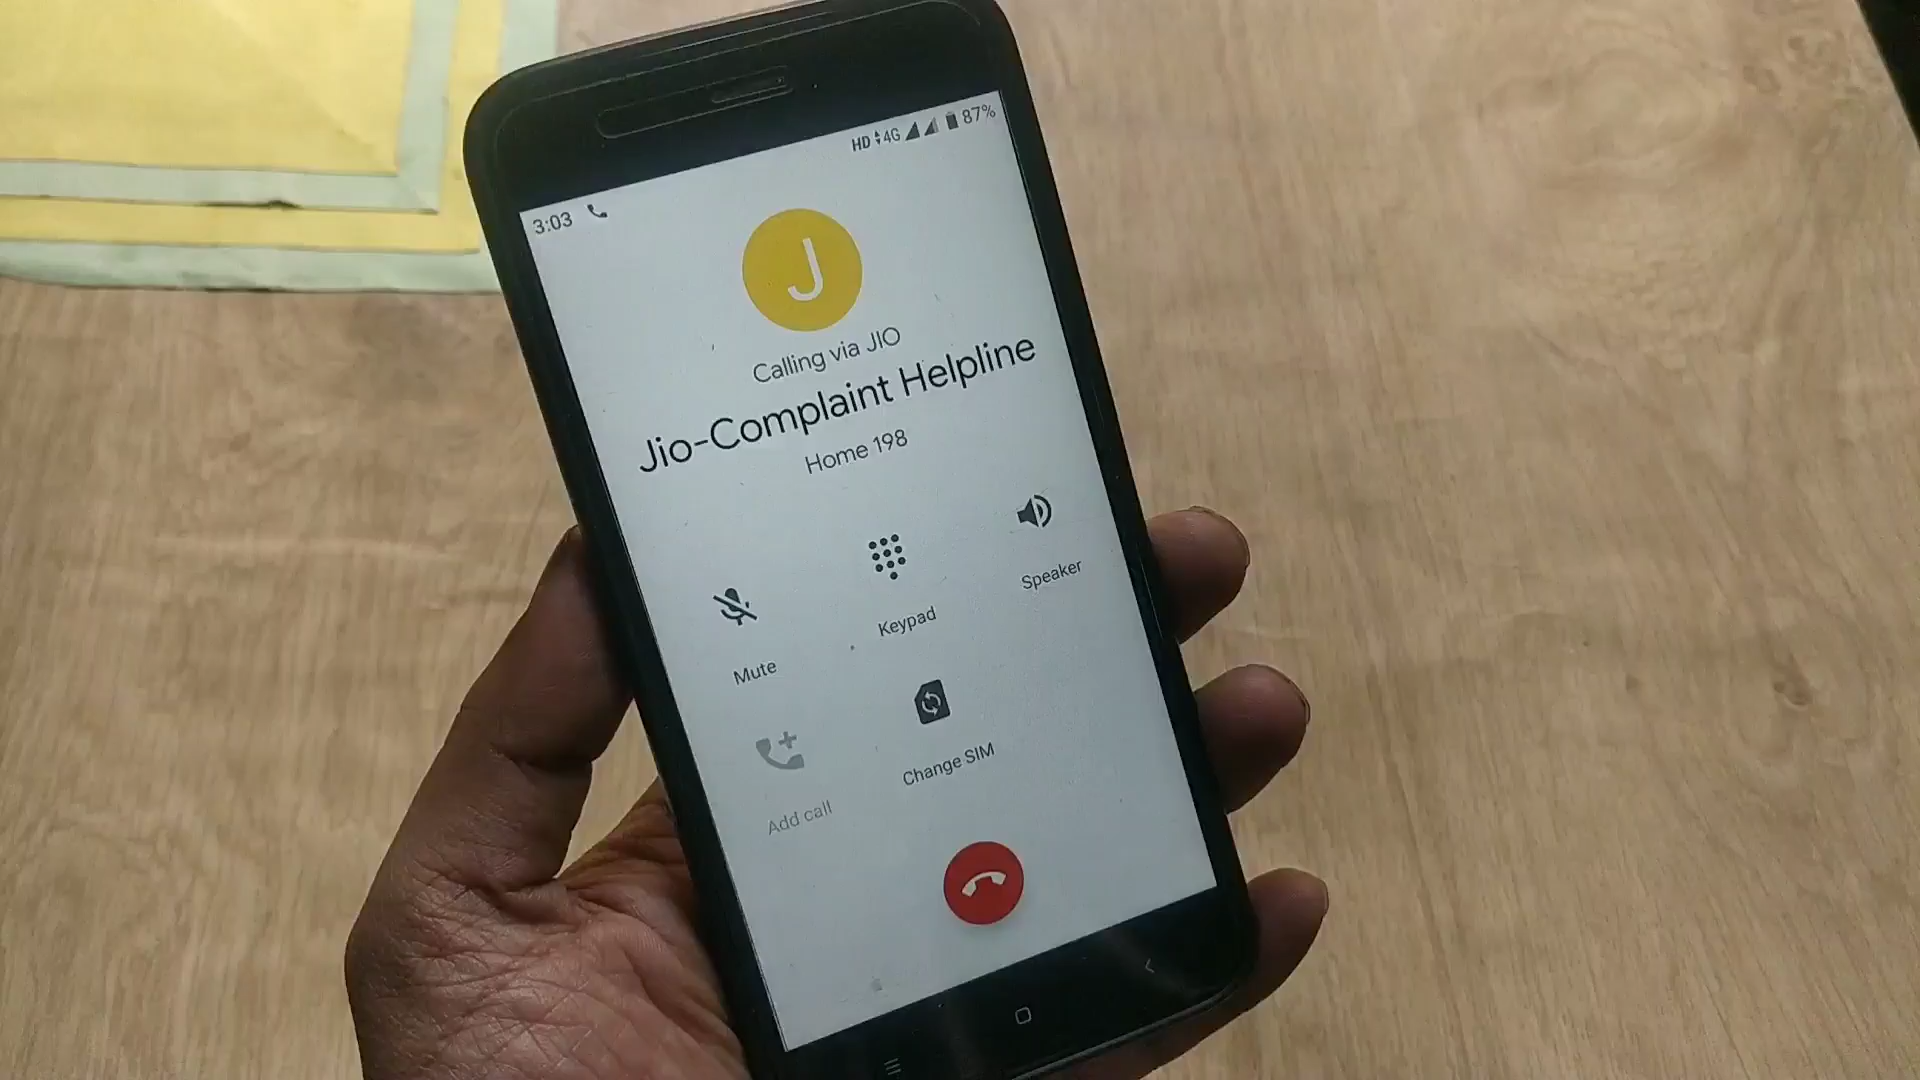 3:03
HD 4G 87%
J
Calling via JIO
Jio-Complaint Helpline
Home 198
Mute
Keypad
Speaker
Add call
Change SIM